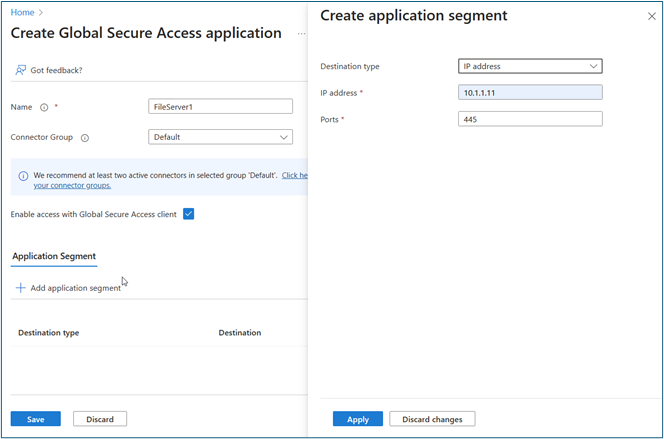 Home >
Create Global Secure Access application ...
Got feedback?
Name *
FileServer1
Connector Group
Default
We recommend at least two active connectors in selected group 'Default'. Click he
your connector groups.
Enable access with Global Secure Access client
Application Segment
+ Add application segment
Destination type Destination
Save Discard
Create application segment
Destination type
IP address
IP address *
10.1.1.11
Ports *
445
Apply Discard changes